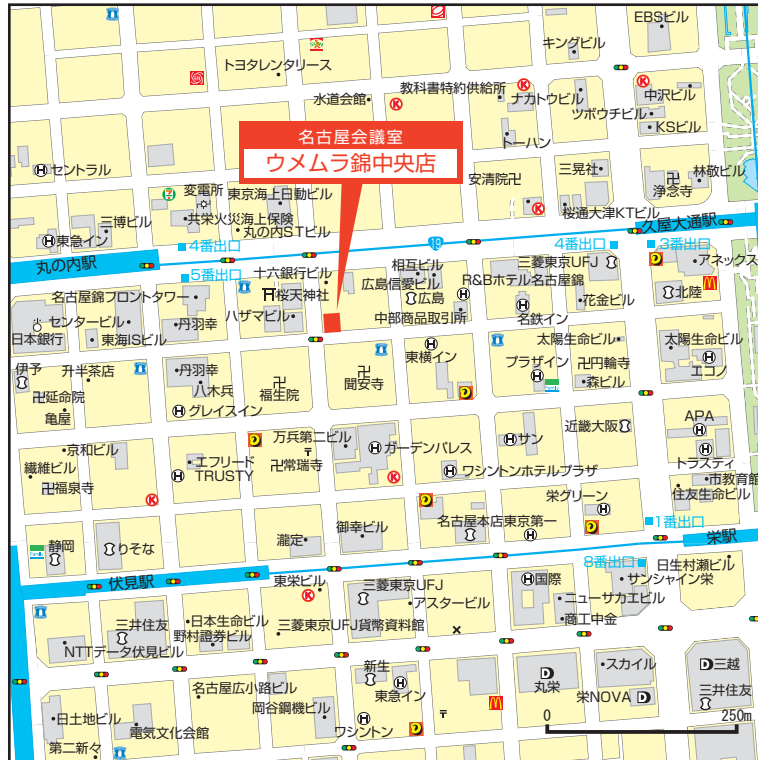 EBSビル
キングビル
トヨタレンタリース
教科書特約供給所
水道会館
ナカトウビル
中沢ビル
ツボウチビル
KSビル
トーハン
名古屋会議室
ウメムラ錦中央店
セントラル
変電所
東京海上日動ビル
安清院
三晃社
林敬ビル
浄念寺
共栄火災海上保険
三博ビル
丸の内STビル
桜通大津KTビル
久屋大通駅
東急イン
4番出口
19
4番出口
3番出口
丸の内駅
5番出口
十六銀行ビル
相互ビル
三菱東京UFJ
アネックス
広島信愛ビル
R&Bホテル名古屋錦
名古屋錦フロントタワー
桜天神社
広島
花金ビル
北陸
センタービル
丹羽幸
ハザマビル
中部商品取引所
名鉄イン
日本銀行
東海ISビル
太陽生命ビル
太陽生命ビル
伊予
升半茶店
丹羽幸
東横イン
プラザイン
円輪寺
エコノ
延命院
八木兵
福生院
聞安寺
森ビル
亀屋
グレイスイン
APA
万兵第二ビル
近畿大阪
京和ビル
ガーデンパレス
サン
繊維ビル
エフリード
TRUSTY
常瑞寺
トラスティ
ワシントンホテルプラザ
市教育館
福泉寺
住友生命ビル
栄グリーン
御幸ビル
名古屋本店東京第一
1番出口
静岡
りそな
瀧定
栄駅
8番出口
日生村瀬ビル
伏見駅
東栄ビル
三菱東京UFJ
国際
サンシャイン栄
アスタービル
ニューサカエビル
三井住友
日本生命ビル
商工中金
野村證券ビル
三菱東京UFJ貨幣資料館
NTTデータ伏見ビル
新生
スカイル
三越
名古屋広小路ビル
東急イン
丸栄
栄NOVA
三井住友
日土地ビル
岡谷鋼機ビル
0
250m
電気文化会館
ワシントン
第二新々